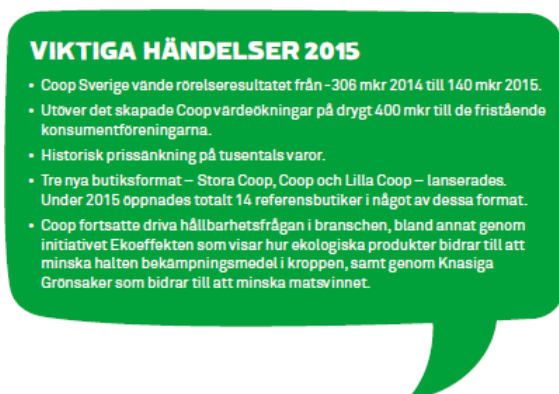 VIKTIGA HÄNDELSER 2015
• Coop Sverige vände rörelseresultatet från -306 mkr 2014 till 140 mkr 2015.
• Utöver det skapade Coop värdeökningar på drygt 400 mkr till de fristående
konsumentföreningarna.
• Historisk prissänkning på tusentals varor.
• Tre nya butiksformat – Stora Coop, Coop och Lilla Coop – lanserades.
Under 2015 öppnades totalt 14 referensbutiker i något av dessa format.
• Coop fortsatte driva hållbarhetsfrågan i branschen, bland annat genom
initiativet Ekoeffekten som visar hur ekologiska produkter bidrar till att
minska halten bekämpningsmedel i kroppen, samt genom Knasiga
Grönsaker som bidrar till att minska matsvinnet.